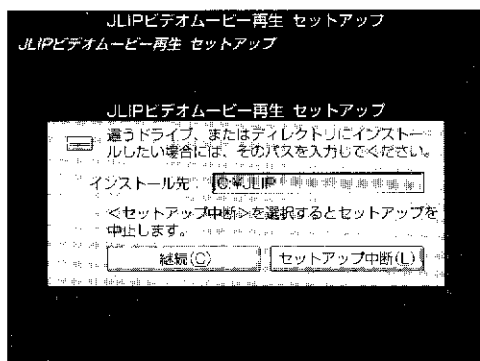 JLIPビデオムービー再生 セットアップ
JLIPビデオムービー再生 セットアップ
JLIPビデオムービー再生 セットアップ
違うドライブ、またはディレクトリにインストー
ルしたい場合には、そのパスを入力してください。
インストール先: C:¥JLIP
<セットアップ中断>を選択するとセットアップを
中止します。
継続(C)
セットアップ中断(L)